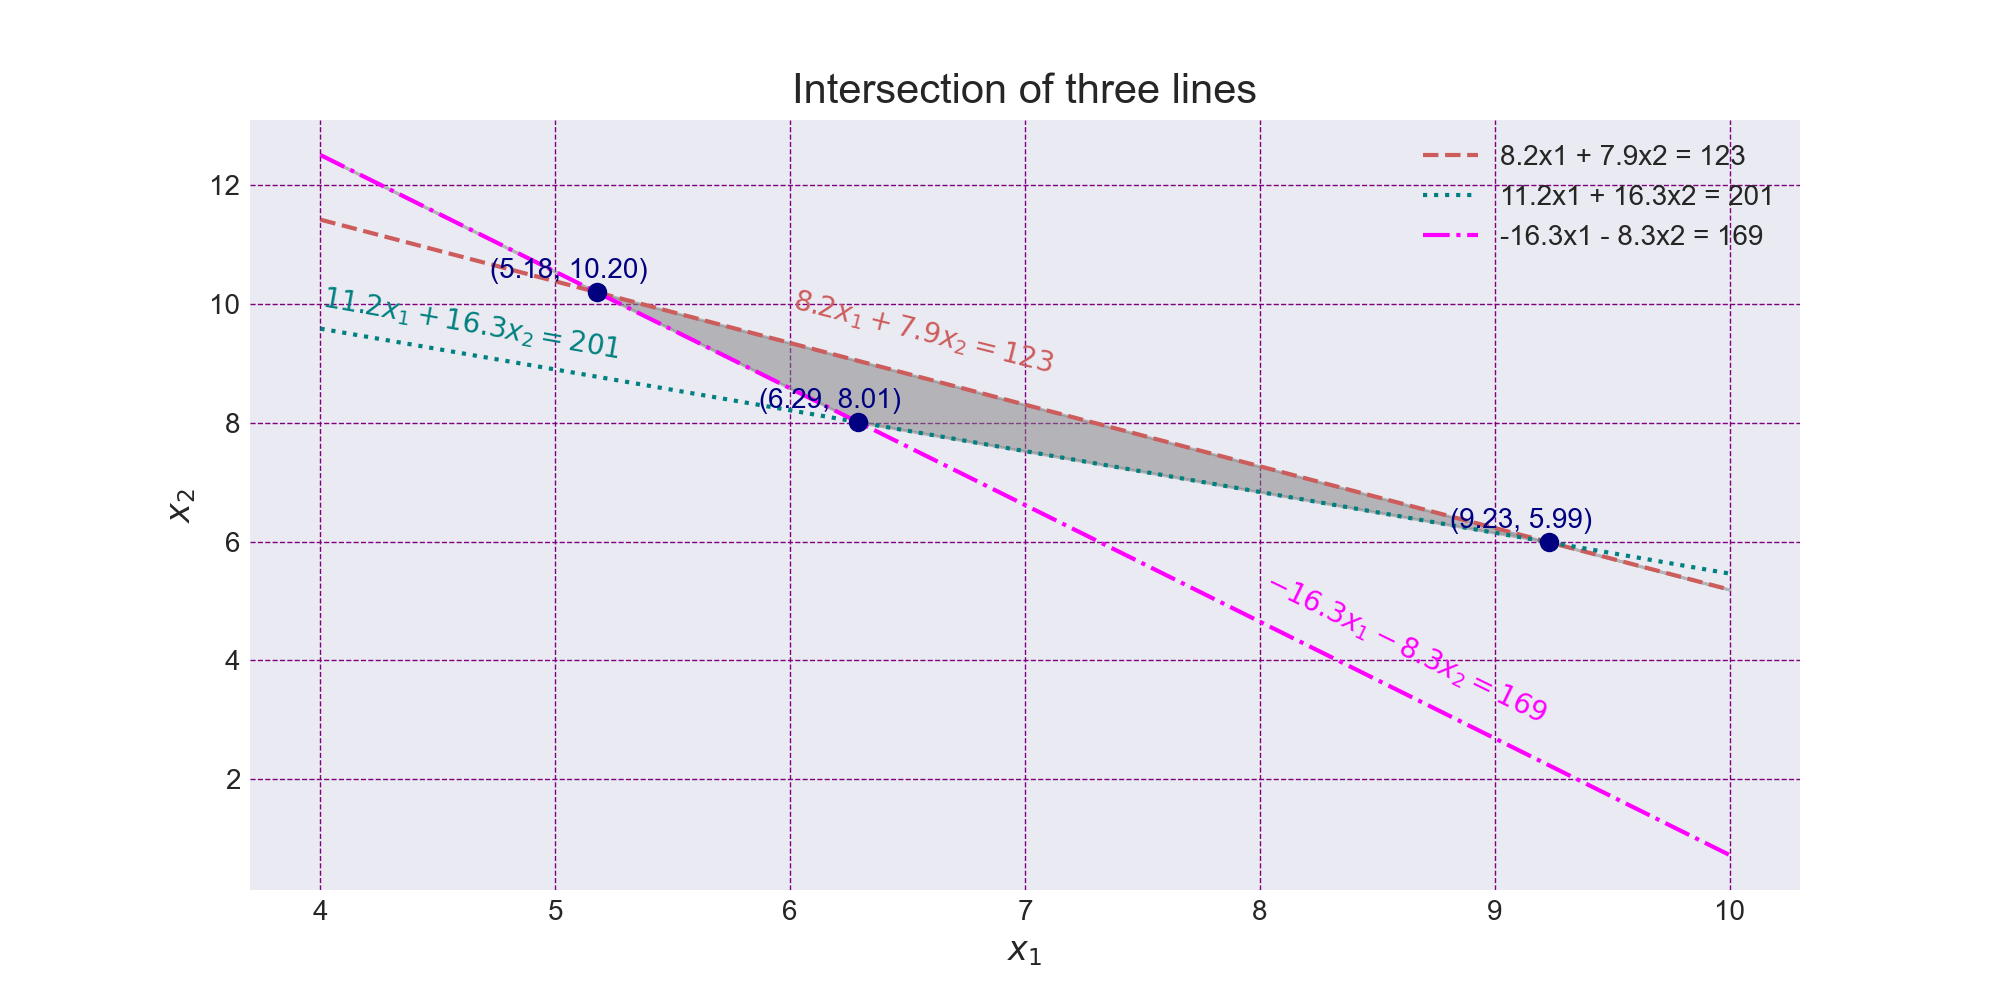 Intersection of three lines
8.2x1 + 7.9x2 = 123
11.2x1 + 16.3x2 = 201
-16.3x1 - 8.3x2 = 169
(5.18, 10.20)
11.2x₁ + 16.3x₂ = 201
8.2x₁ + 7.9x₂ = 123
(6.29, 8.01)
(9.23, 5.99)
−16.3x₁ − 8.3x₂ = 169
12
10
8
6
4
2
x₂
4 5 6 7 8 9 10
x₁